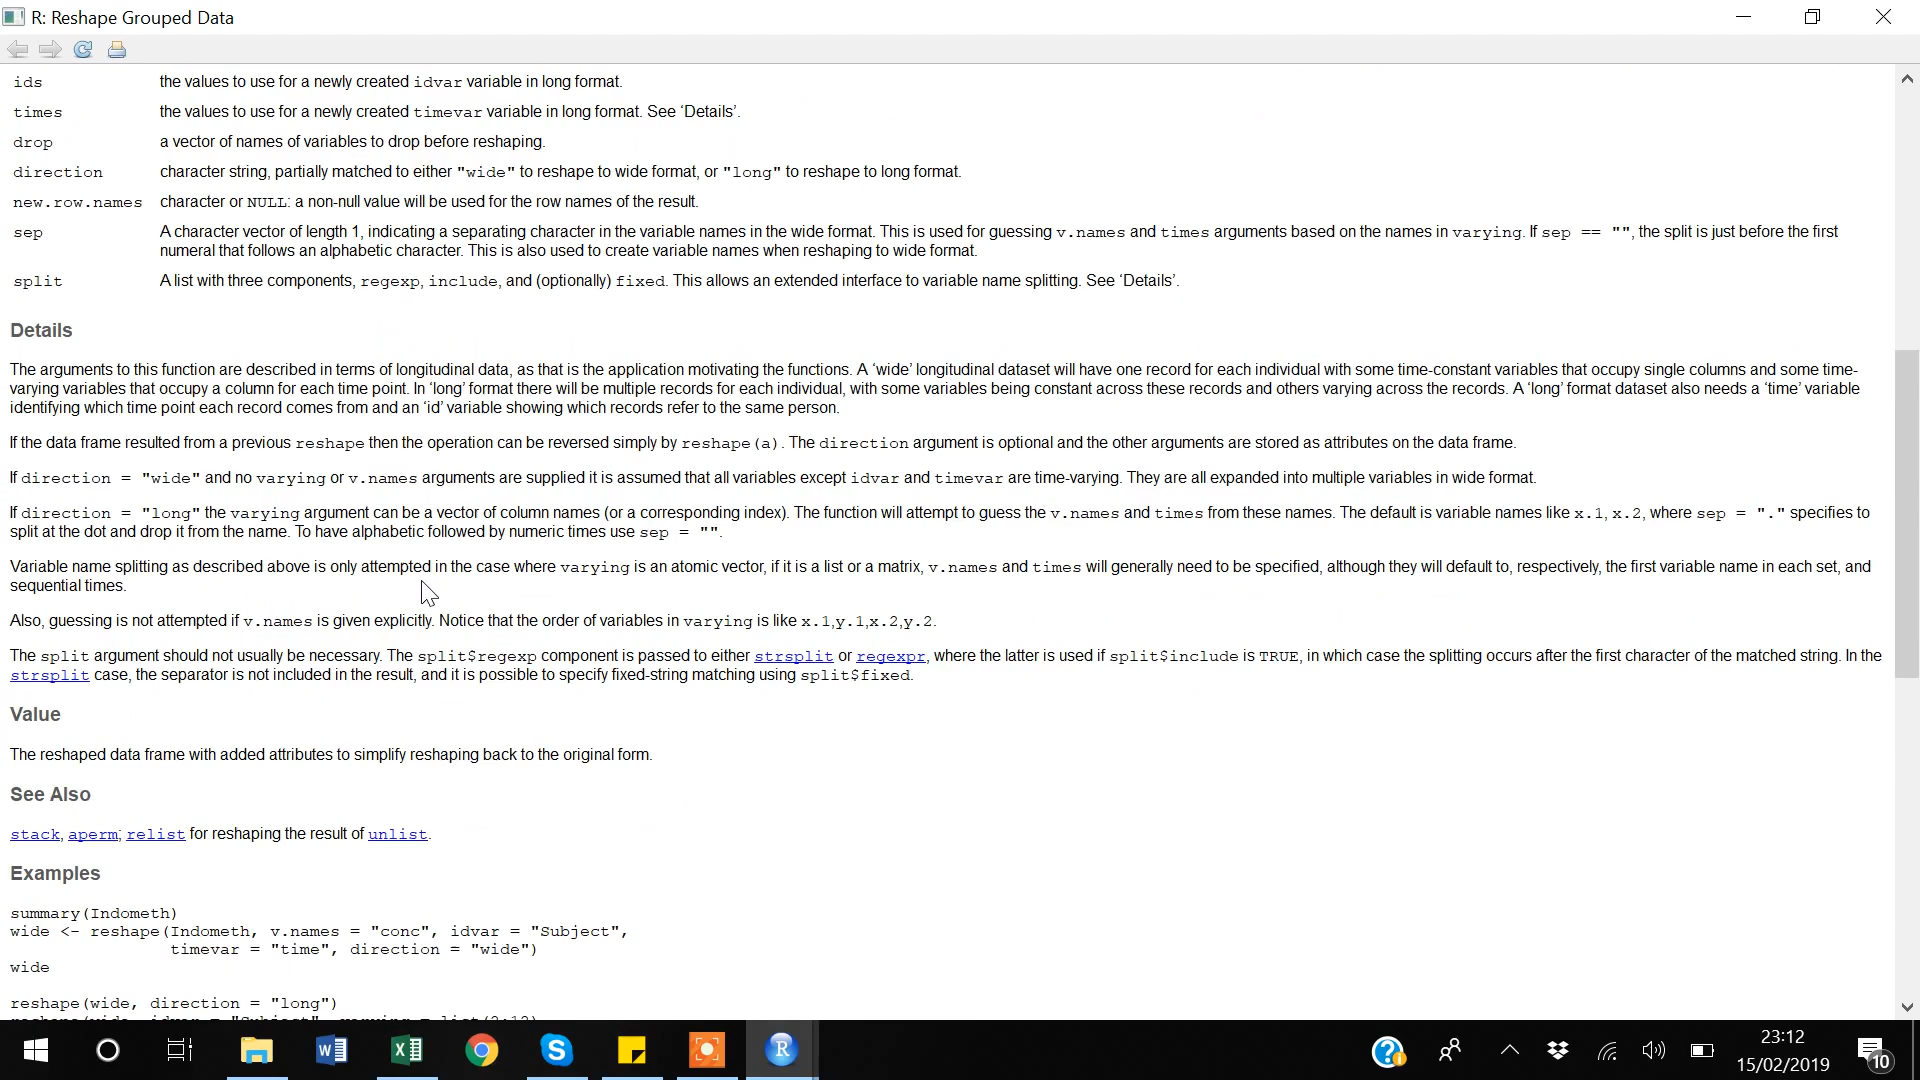 R: Reshape Grouped Data
ids the values to use for a newly created idvar variable in long format.
times the values to use for a newly created timevar variable in long format. See ‘Details’.
drop a vector of names of variables to drop before reshaping.
direction character string, partially matched to either "wide" to reshape to wide format, or "long" to reshape to long format.
new.row.names character or NULL: a non-null value will be used for the row names of the result.
sep A character vector of length 1, indicating a separating character in the variable names in the wide format. This is used for guessing v.names and times arguments based on the names in varying. If sep == "", the split is just before the first
numeral that follows an alphabetic character. This is also used to create variable names when reshaping to wide format.
split A list with three components, regexp, include, and (optionally) fixed. This allows an extended interface to variable name splitting. See ‘Details’.
Details
The arguments to this function are described in terms of longitudinal data, as that is the application motivating the functions. A ‘wide’ longitudinal dataset will have one record for each individual with some time-constant variables that occupy single columns and some time-
varying variables that occupy a column for each time point. In ‘long’ format there will be multiple records for each individual, with some variables being constant across these records and others varying across the records. A ‘long’ format dataset also needs a ‘time’ variable
identifying which time point each record comes from and an ‘id’ variable showing which records refer to the same person.
If the data frame resulted from a previous reshape then the operation can be reversed simply by reshape(a). The direction argument is optional and the other arguments are stored as attributes on the data frame.
If direction = "wide" and no varying or v.names arguments are supplied it is assumed that all variables except idvar and timevar are time-varying. They are all expanded into multiple variables in wide format.
If direction = "long" the varying argument can be a vector of column names (or a corresponding index). The function will attempt to guess the v.names and times from these names. The default is variable names like x.1, x.2, where sep = "." specifies to
split at the dot and drop it from the name. To have alphabetic followed by numeric times use sep = "".
Variable name splitting as described above is only attempted in the case where varying is an atomic vector, if it is a list or a matrix, v.names and times will generally need to be specified, although they will default to, respectively, the first variable name in each set, and
sequential times.
Also, guessing is not attempted if v.names is given explicitly. Notice that the order of variables in varying is like x.1,y.1,x.2,y.2.
The split argument should not usually be necessary. The split$regexp component is passed to either strsplit or regexpr, where the latter is used if split$include is TRUE, in which case the splitting occurs after the first character of the matched string. In the
strsplit case, the separator is not included in the result, and it is possible to specify fixed-string matching using split$fixed.
Value
The reshaped data frame with added attributes to simplify reshaping back to the original form.
See Also
stack, aperm; relist for reshaping the result of unlist.
Examples
summary(Indometh)
wide <- reshape(Indometh, v.names = "conc", idvar = "Subject",
timevar = "time", direction = "wide")
wide
reshape(wide, direction = "long")
23:12
15/02/2019
10